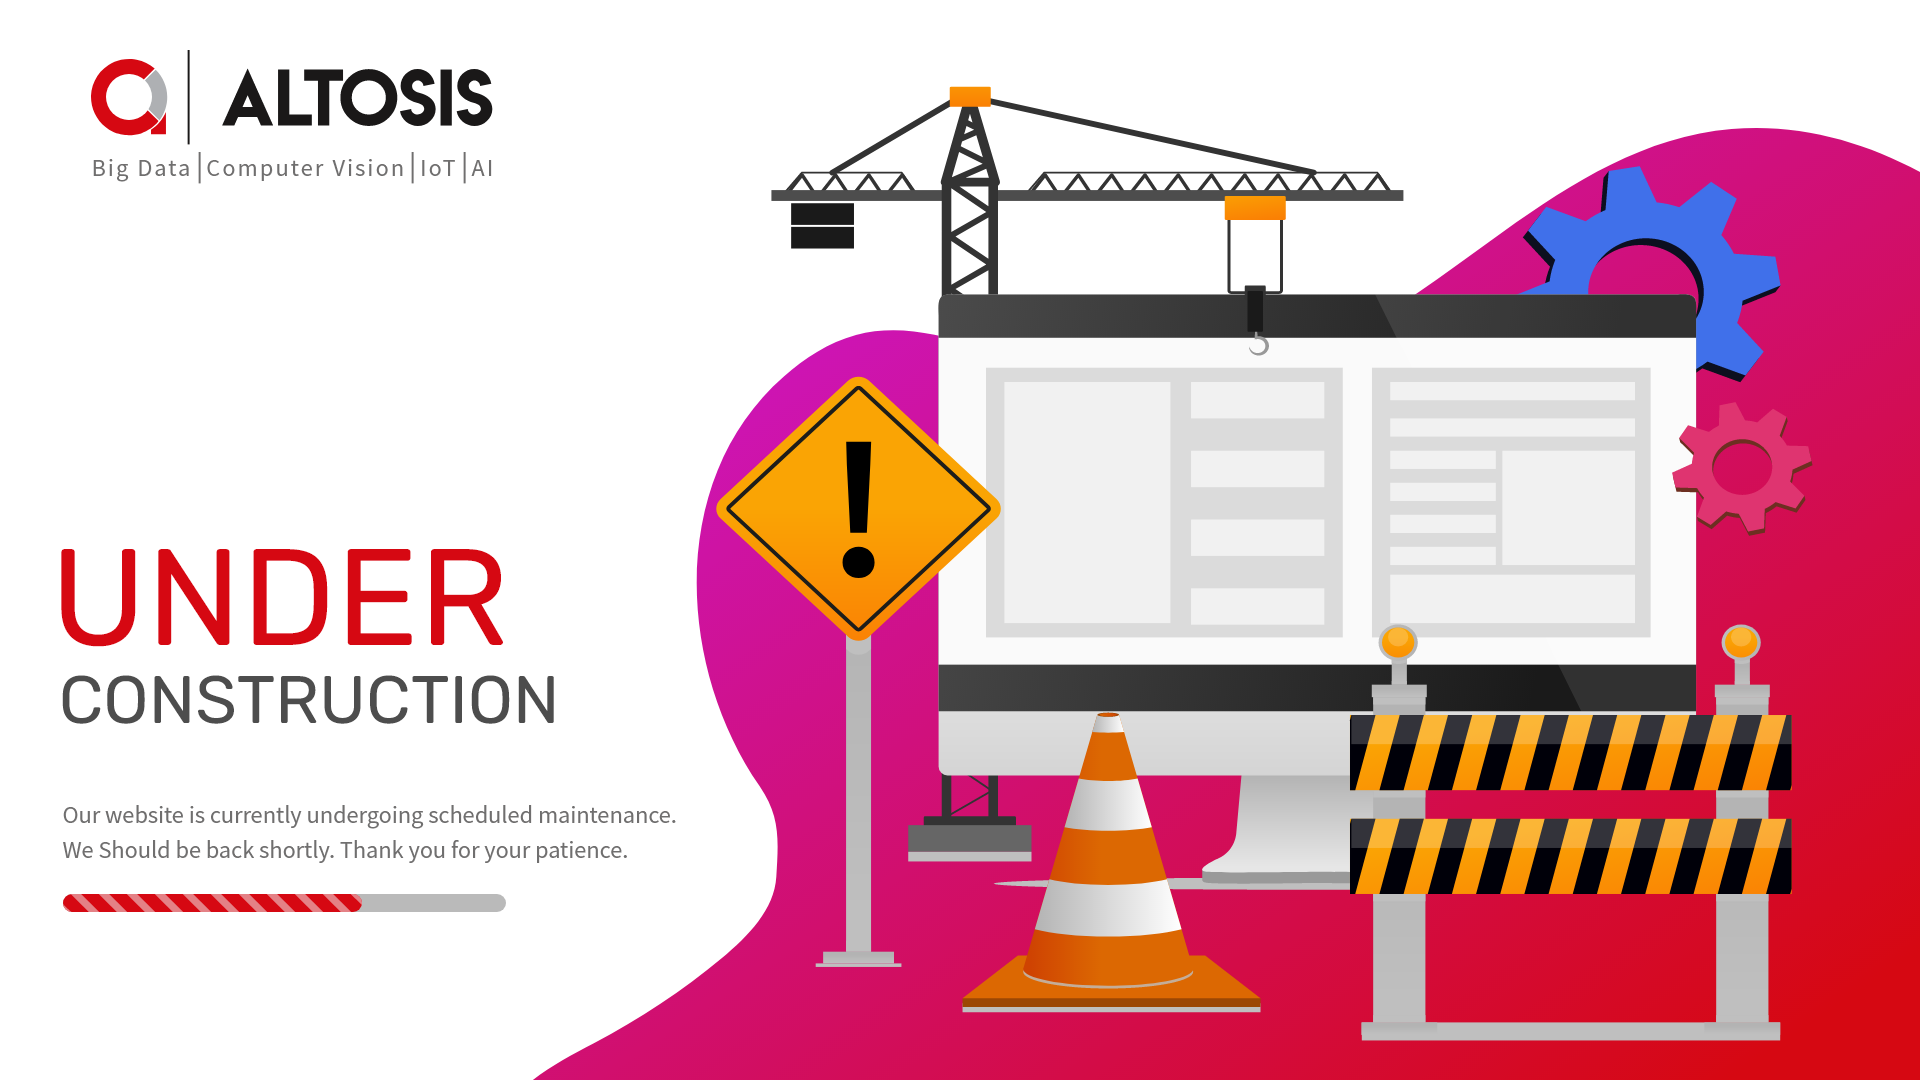 ALTOSIS
Big Data|Computer Vision|IoT|AI
UNDER
CONSTRUCTION
Our website is currently undergoing scheduled maintenance.
We Should be back shortly. Thank you for your patience.
!